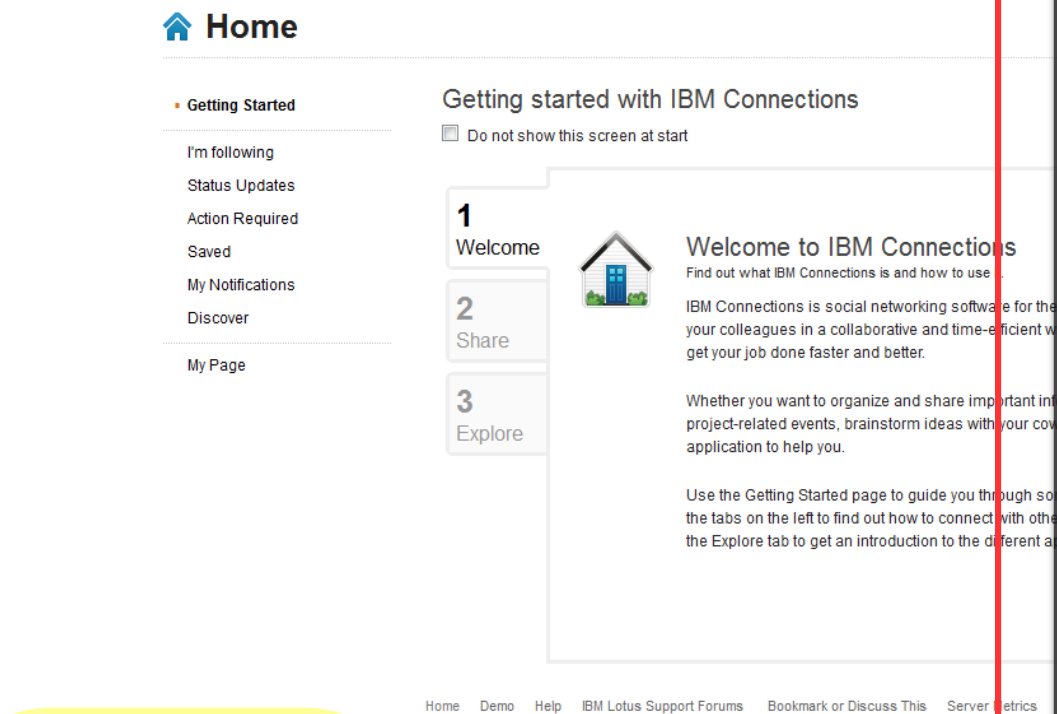 Home
Getting Started
I'm following
Status Updates
Action Required
Saved
My Notifications
Discover
My Page
Getting started with IBM Connections
Do not show this screen at start
1
Welcome
2
Share
3
Explore
Welcome to IBM Connections
Find out what IBM Connections is and how to use
IBM Connections is social networking software for the
your colleagues in a collaborative and time-efficient
get your job done faster and better.
Whether you want to organize and share important
project-related events, brainstorm ideas with your
application to help you.
Use the Getting Started page to guide you through
the tabs on the left to find out how to connect with
the Explore tab to get an introduction to the different
Home Demo Help IBM Lotus Support Forums Bookmark or Discuss This Server Metrics